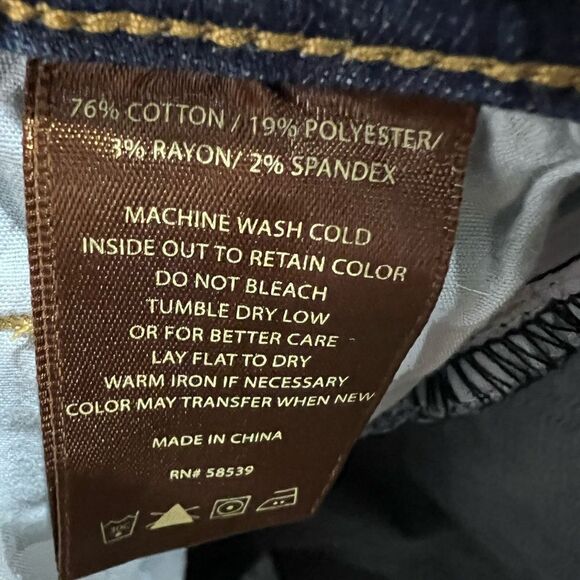 76% COTTON / 19% POLYESTER/
3% RAYON/ 2% SPANDEX
MACHINE WASH COLD
INSIDE OUT TO RETAIN COLOR
DO NOT BLEACH
TUMBLE DRY LOW
OR FOR BETTER CARE
LAY FLAT TO DRY
WARM IRON IF NECESSARY
COLOR MAY TRANSFER WHEN NEW
MADE IN CHINA
RN# 58539